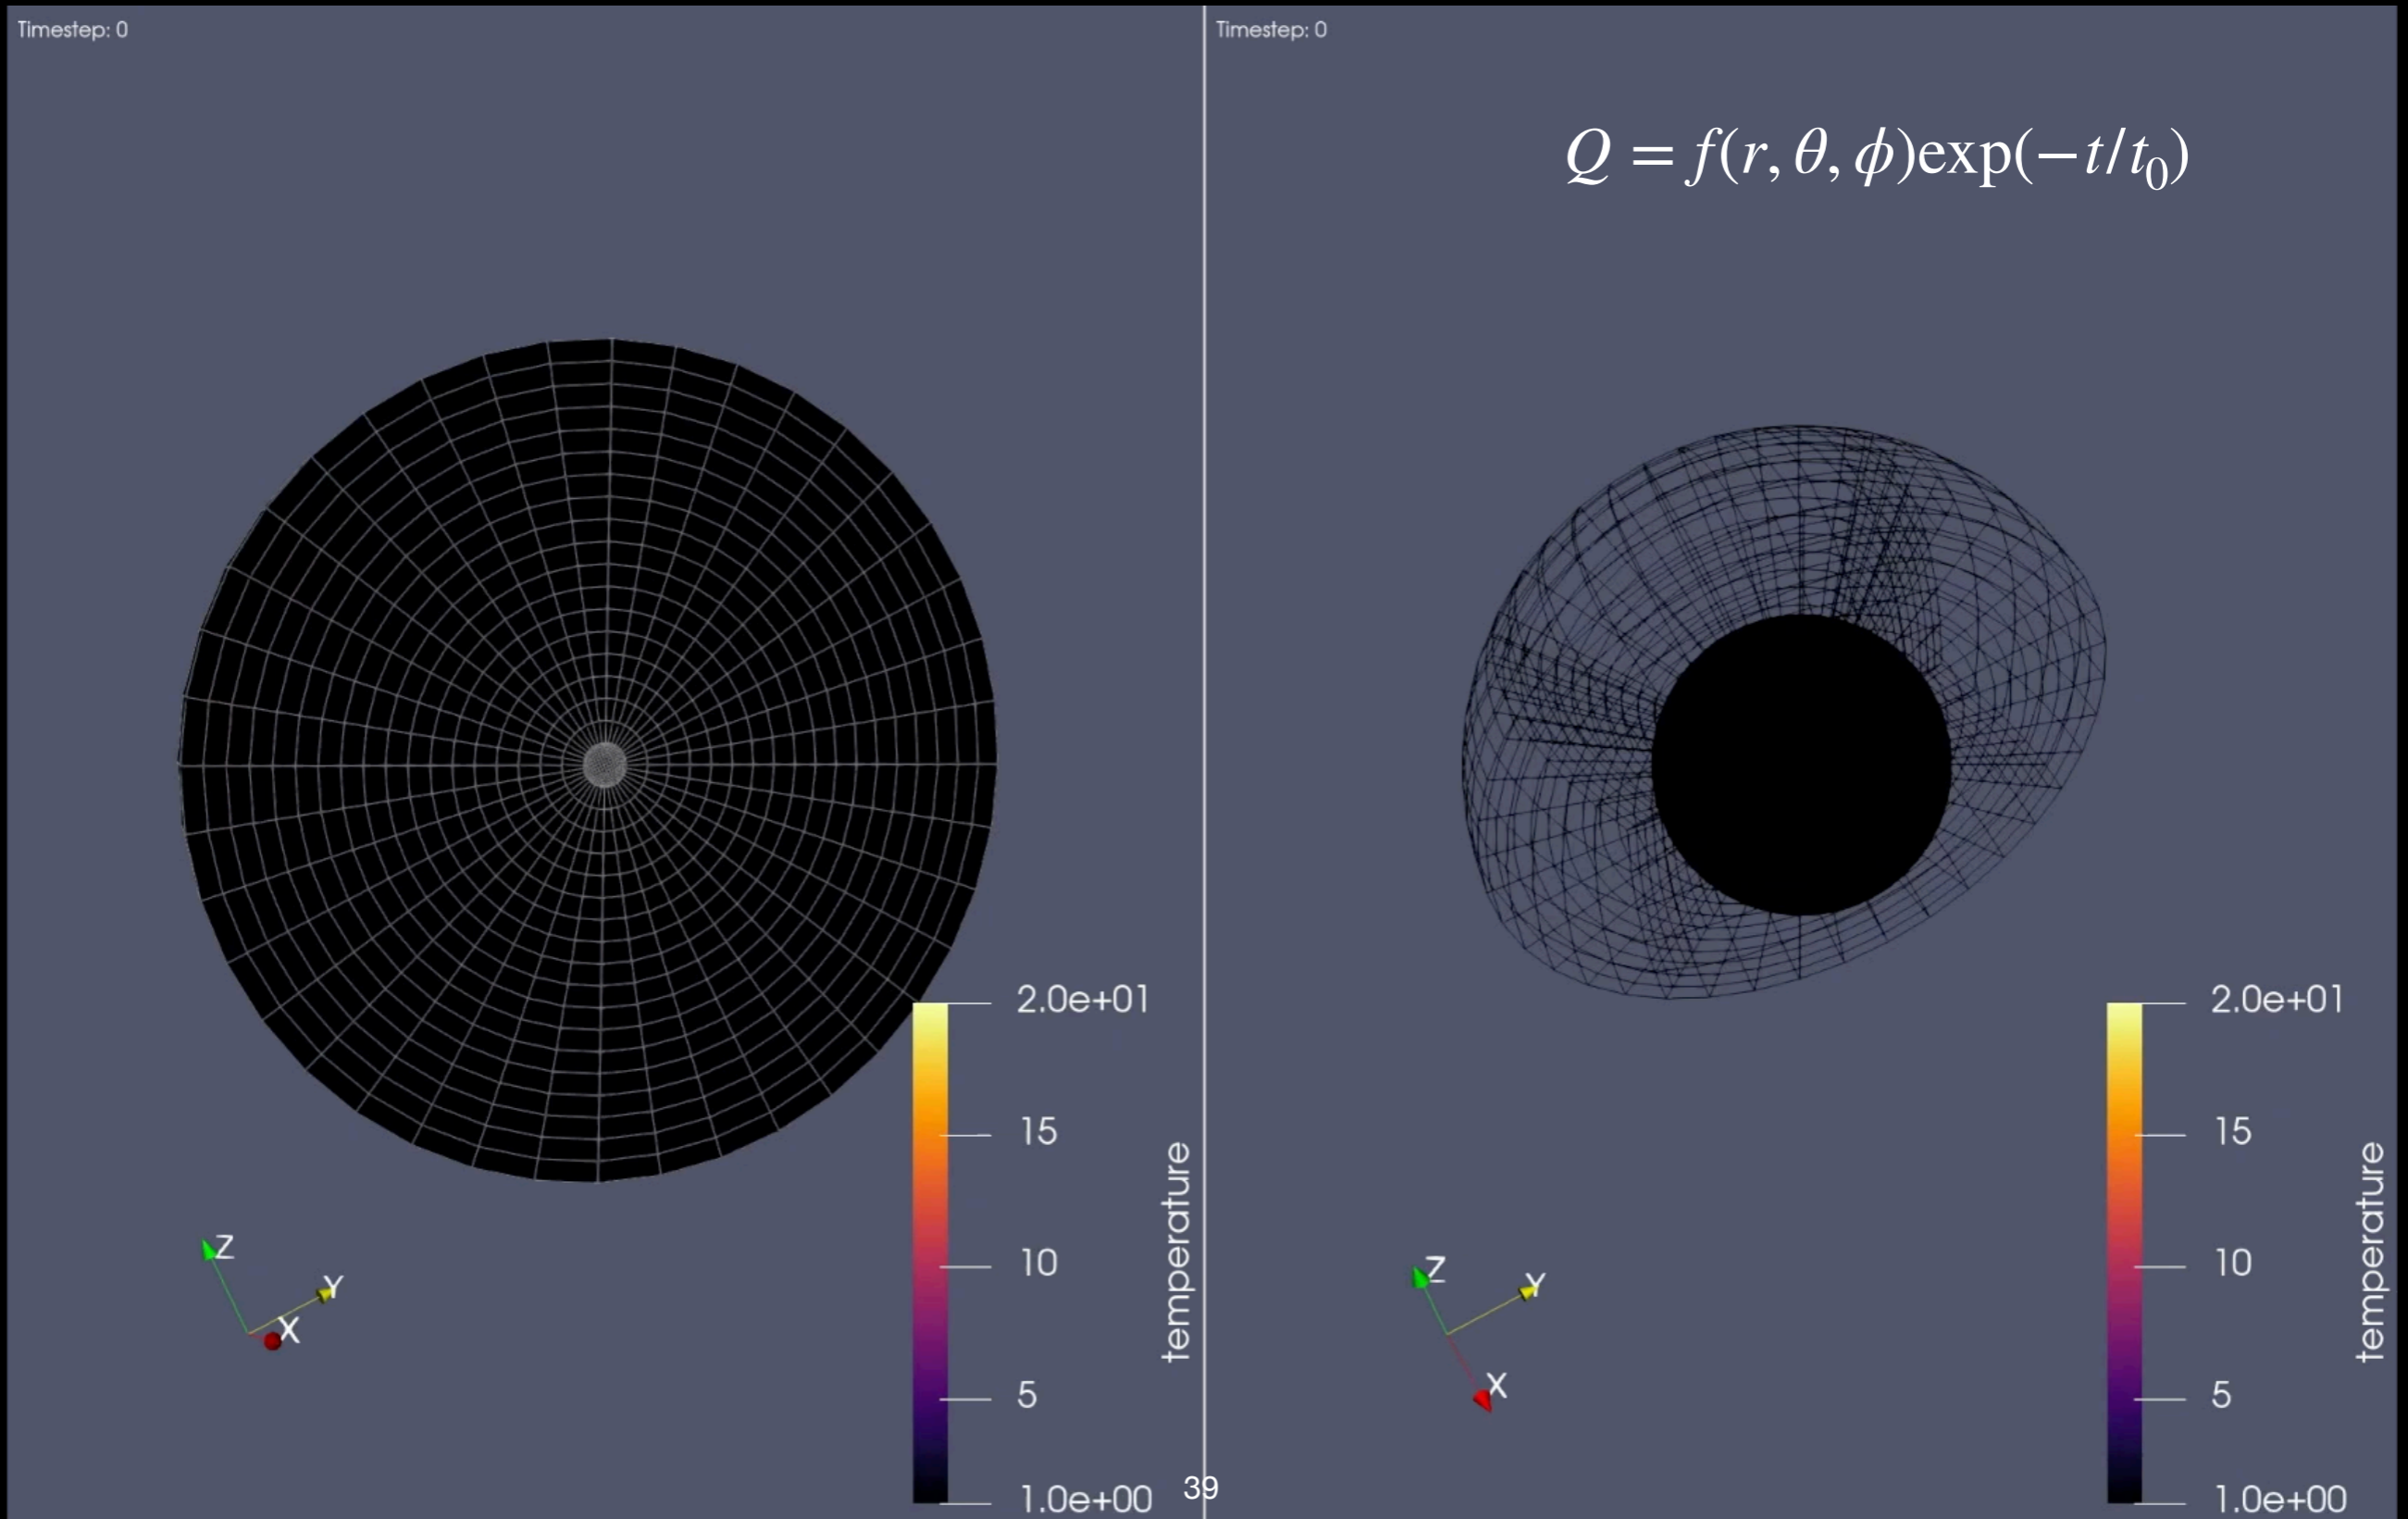 Timestep: 0
Timestep: 0
Q = f(r, θ, ϕ)exp(−t/t₀)
2.0e+01
15
10
5
1.0e+00
temperature
Z
Y
X
2.0e+01
15
10
5
1.0e+00
temperature
Z
Y
X
39